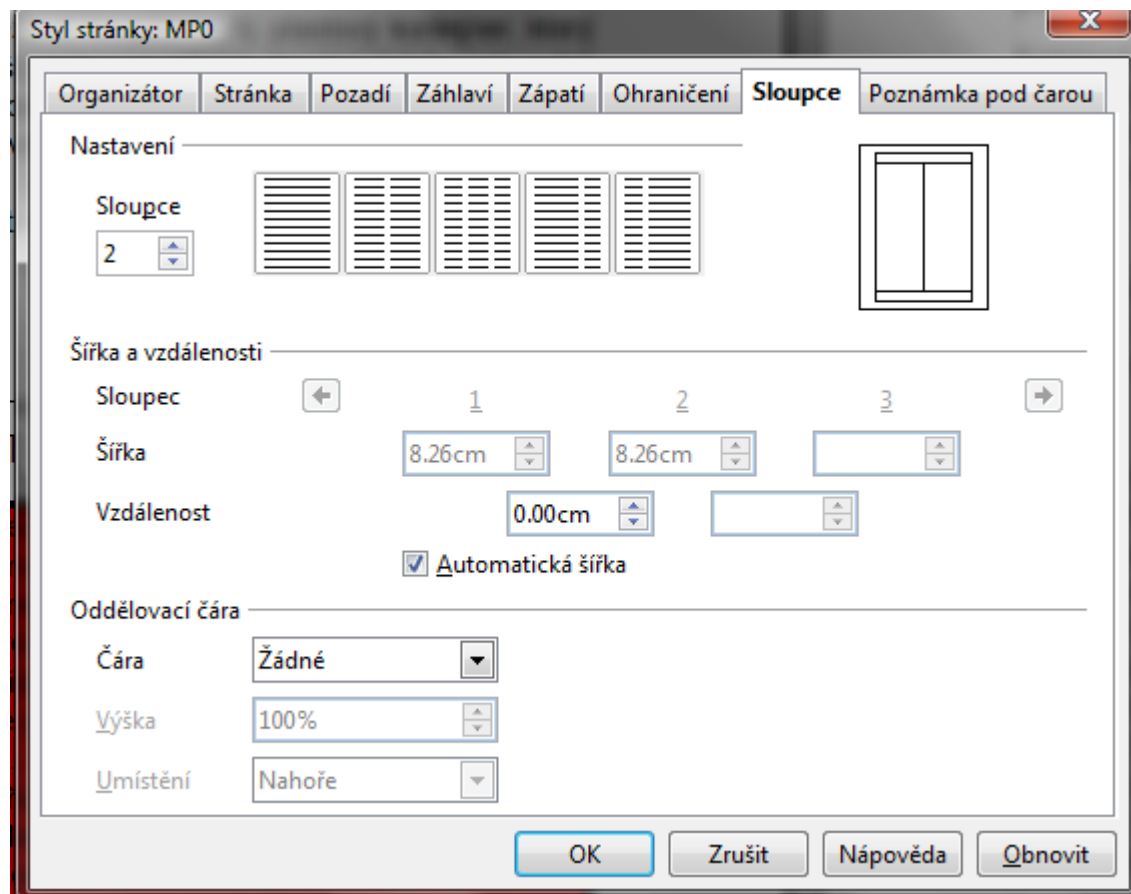 Styl stránky: MP0
Organizátor Stránka Pozadí Záhlaví Zápatí Ohraničení Sloupce Poznámka pod čarou
Nastavení
Sloupce
2
Šířka a vzdálenosti
Sloupec 1 2 3
Šířka 8.26cm 8.26cm
Vzdálenost 0.00cm
Automatická šířka
Oddělovací čára
Čára Žádné
Výška 100%
Umístění Nahoře
OK Zrušit Nápověda Obnovit